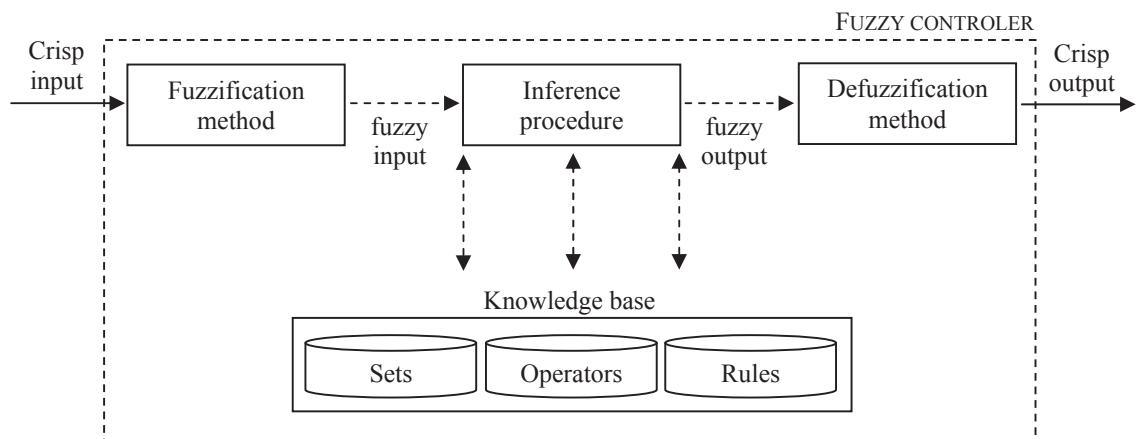 FUZZY CONTROLER
Crisp
input
Fuzzification
method
fuzzy
input
Inference
procedure
fuzzy
output
Defuzzification
method
Crisp
output
Knowledge base
Sets
Operators
Rules